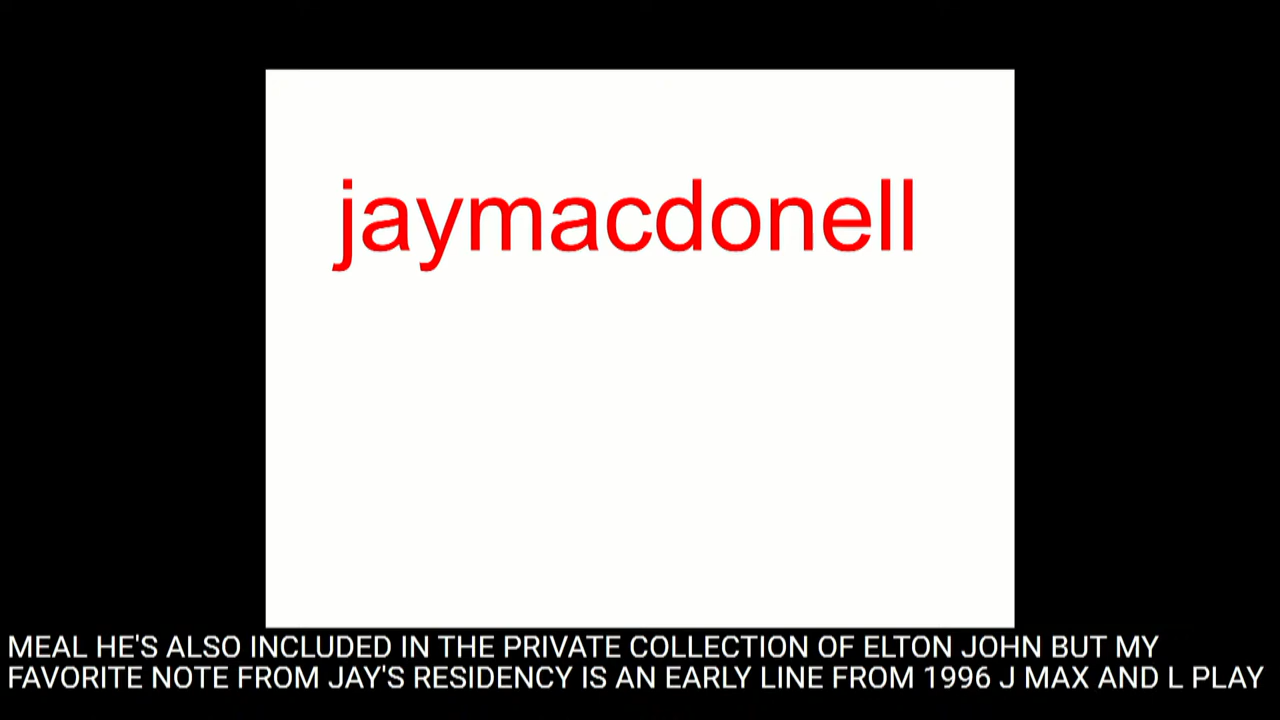 jaymacdonell
MEAL HE'S ALSO INCLUDED IN THE PRIVATE COLLECTION OF ELTON JOHN BUT MY
FAVORITE NOTE FROM JAY'S RESIDENCY IS AN EARLY LINE FROM 1996 J MAX AND L PLAY